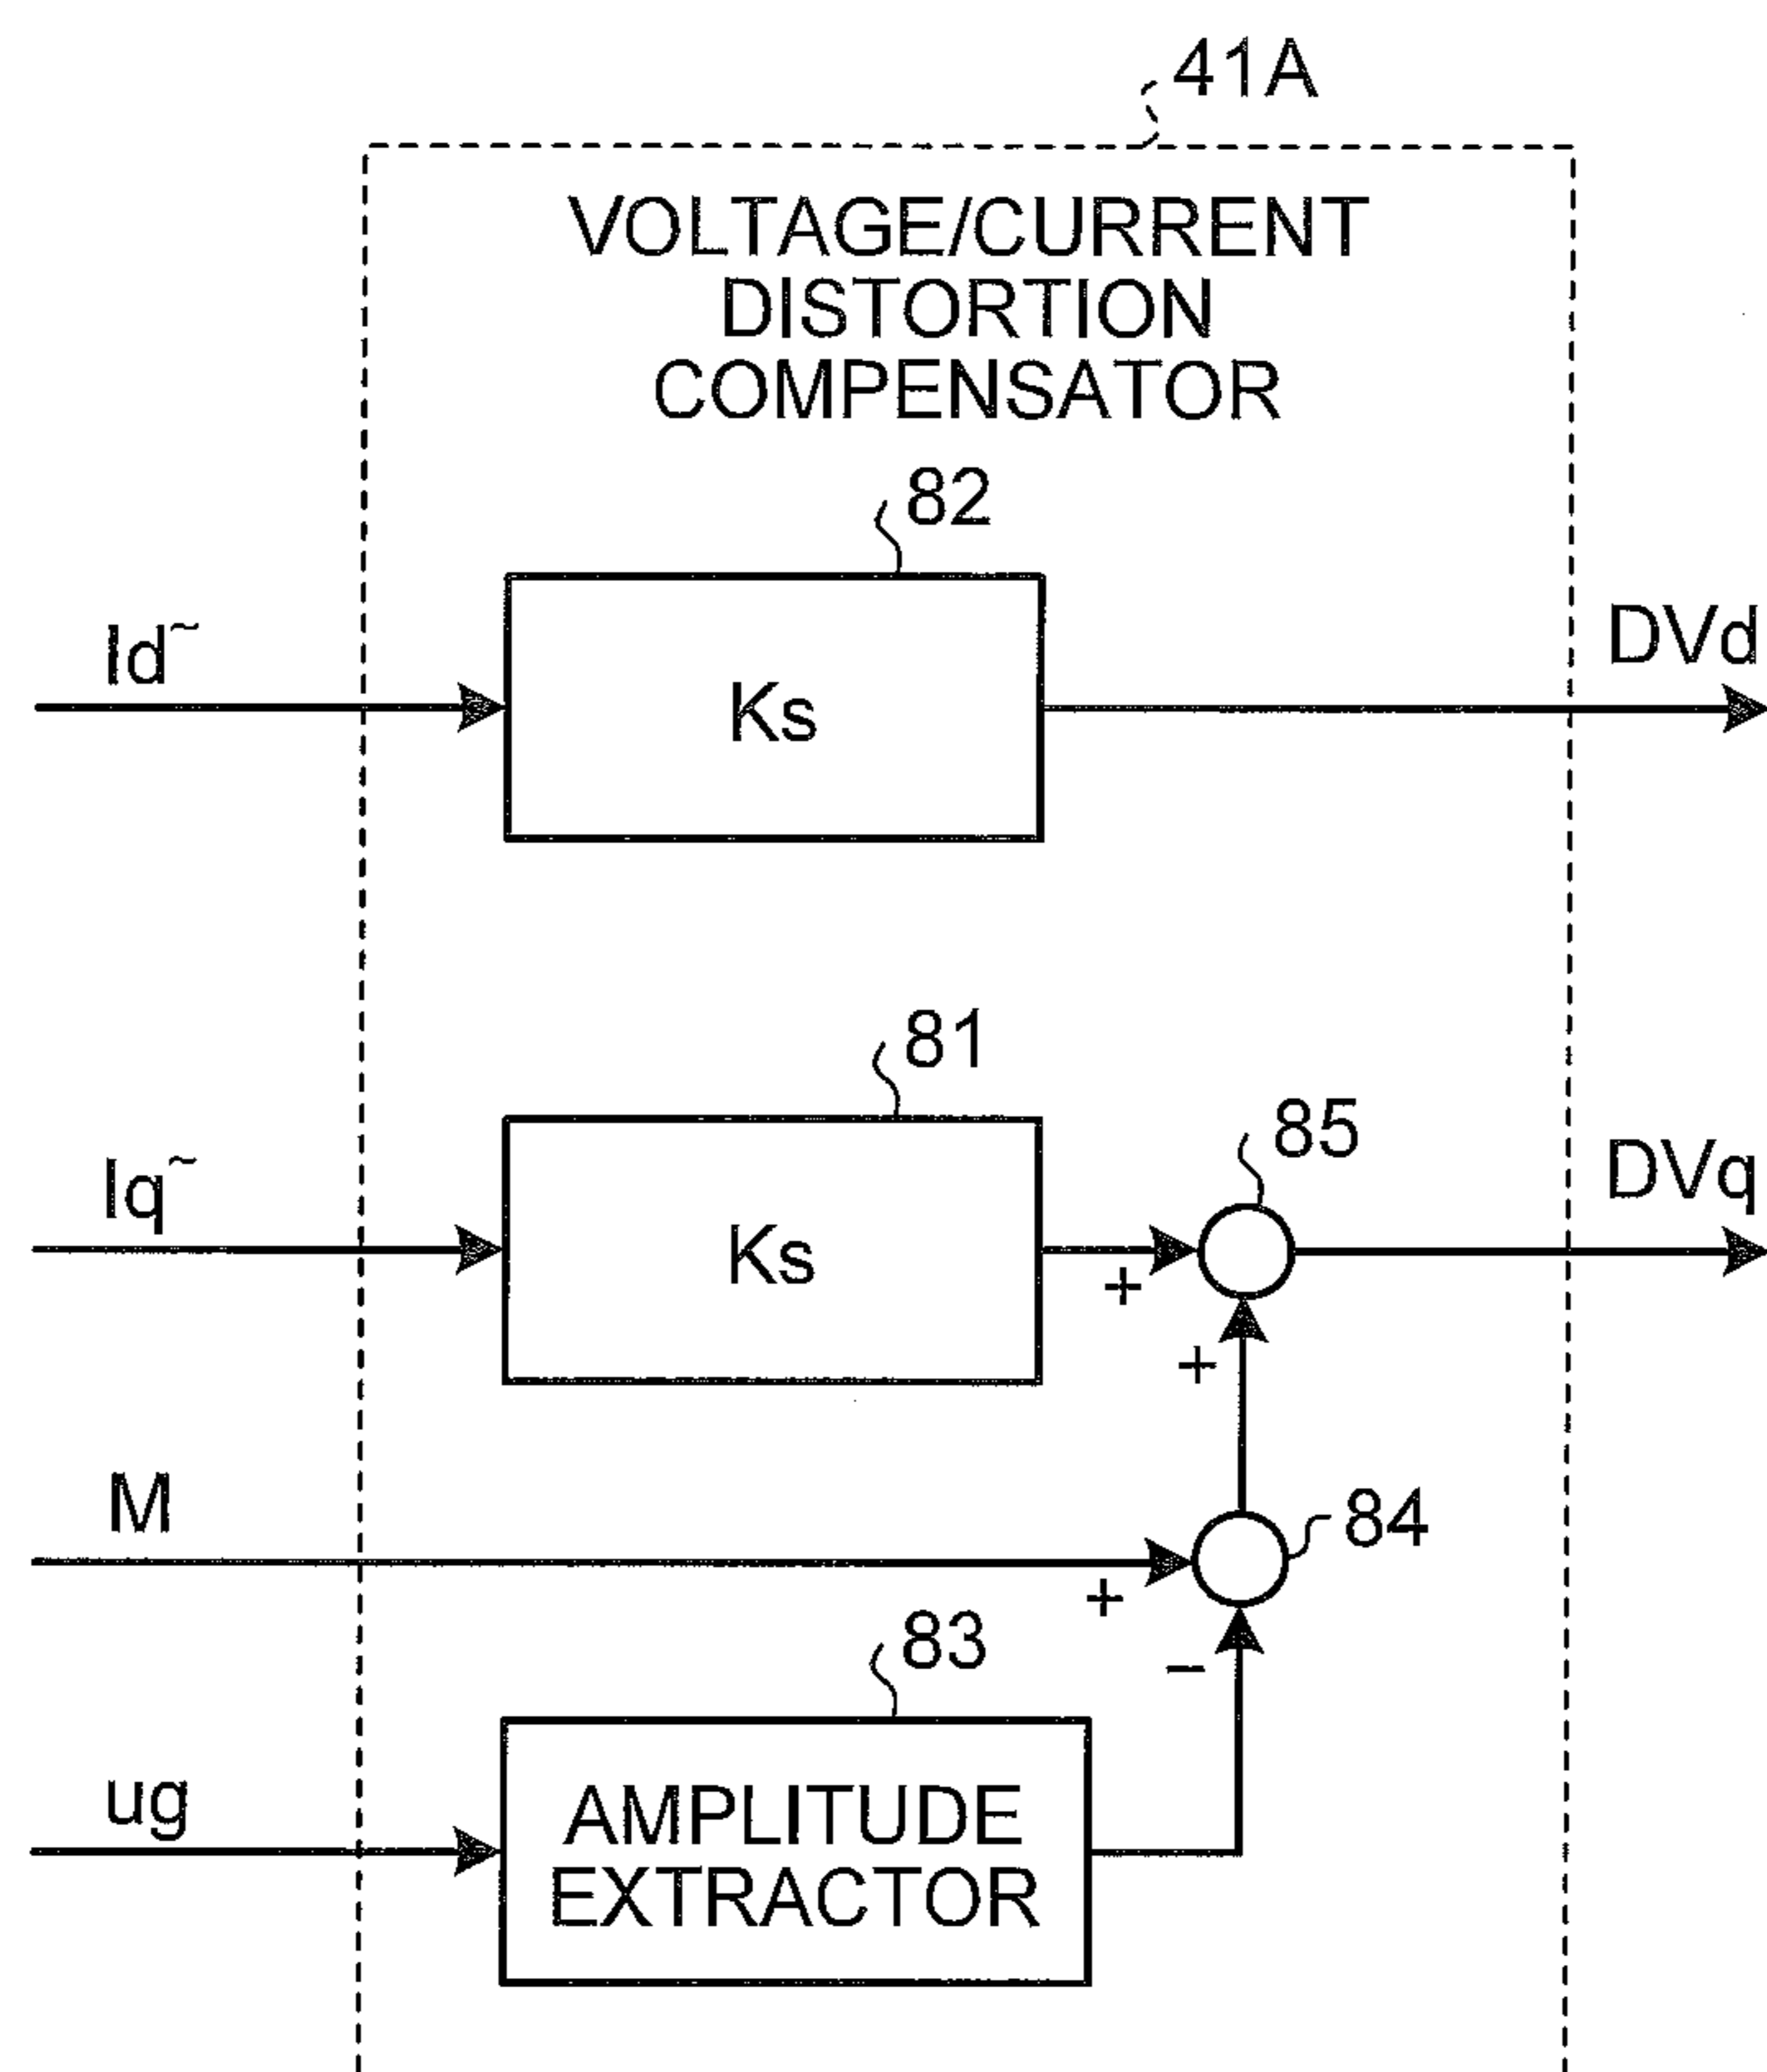 41A
VOLTAGE/CURRENT
DISTORTION
COMPENSATOR
82
Id~
Ks
DVd
81
Iq~
Ks
85
DVq
+
+
M
84
+
83
−
ug
AMPLITUDE
EXTRACTOR